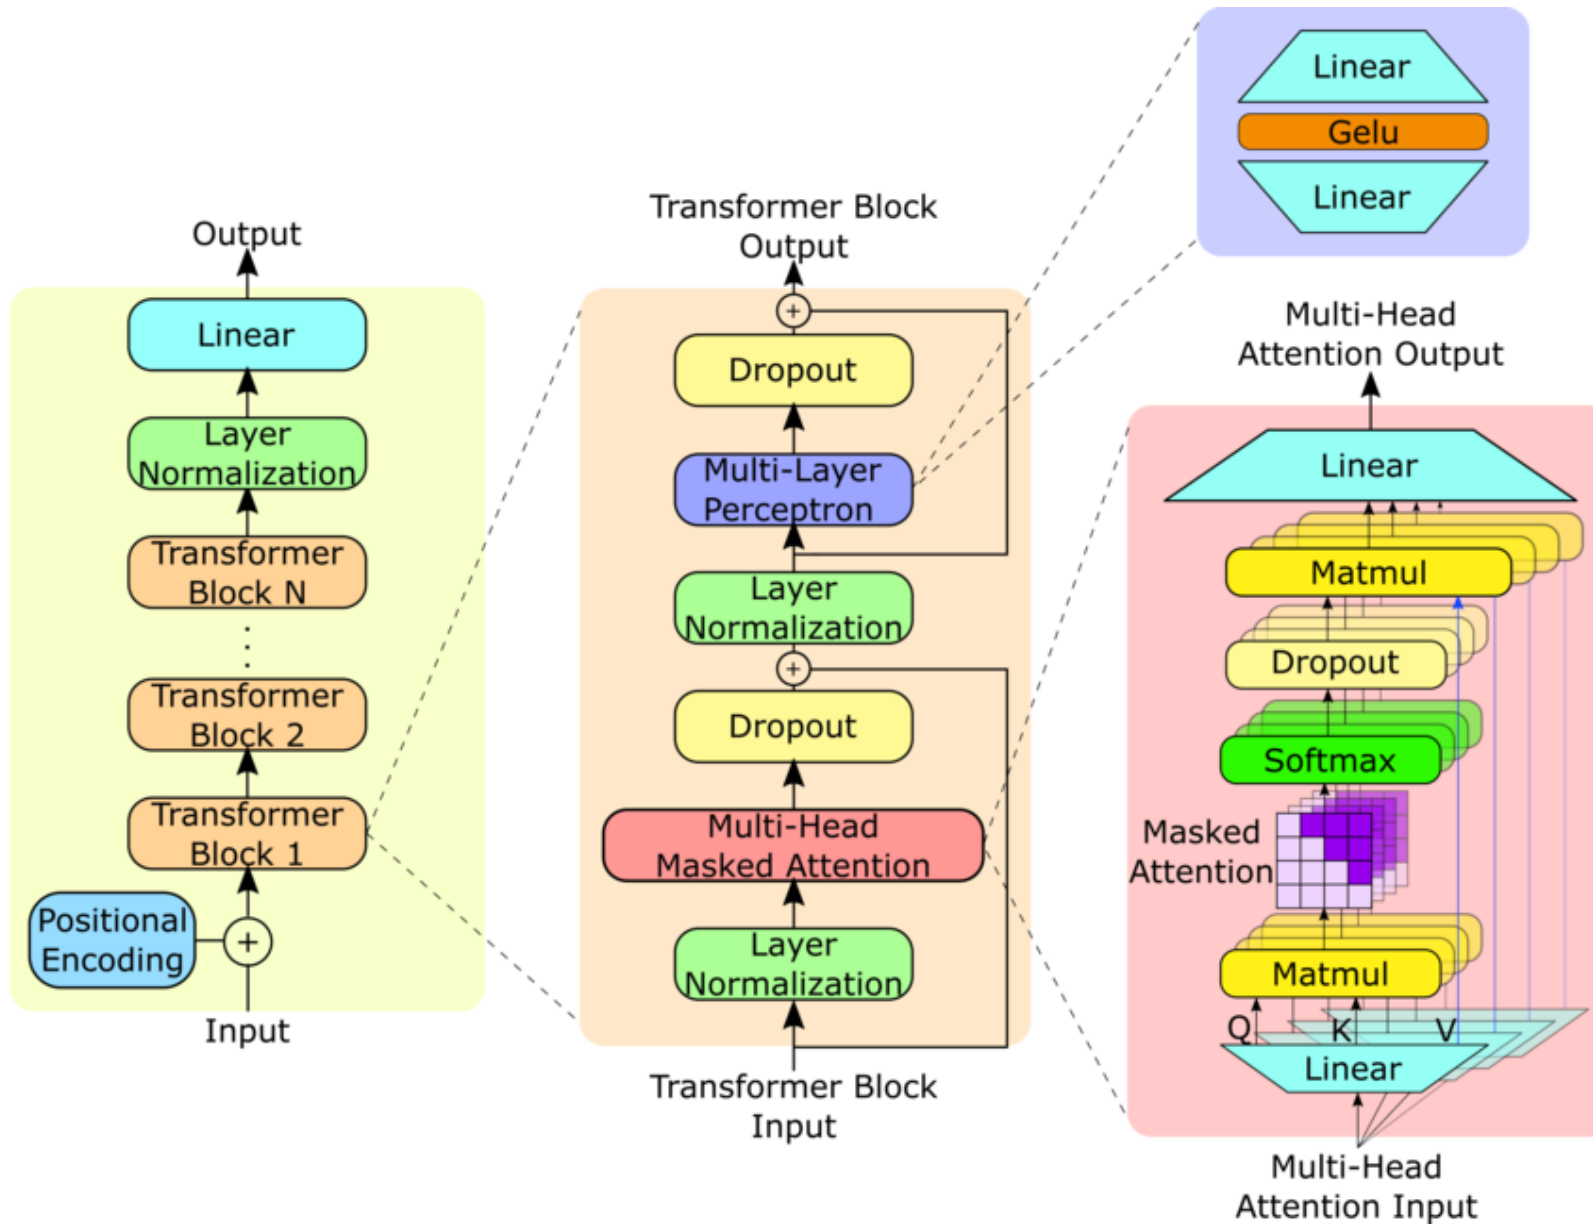 Output
Linear
Layer
Normalization
Transformer
Block N
Transformer
Block 2
Transformer
Block 1
Positional
Encoding
+
Input
Transformer Block
Output
+
Dropout
Multi-Layer
Perceptron
Layer
Normalization
+
Dropout
Multi-Head
Masked Attention
Layer
Normalization
Transformer Block
Input
Linear
Gelu
Linear
Multi-Head
Attention Output
Linear
Matmul
Dropout
Softmax
Masked
Attention
Matmul
Q K V
Linear
Multi-Head
Attention Input